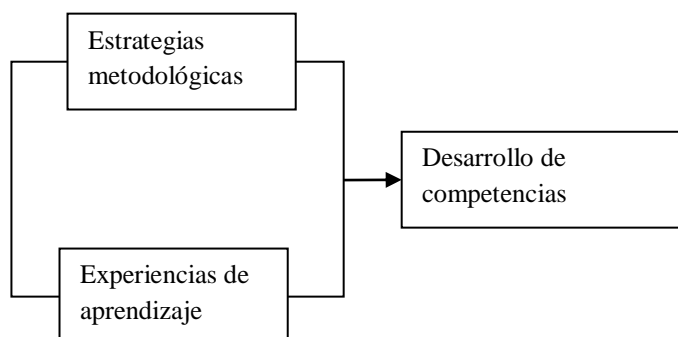 Estrategias
metodológicas
Desarrollo de
competencias
Experiencias de
aprendizaje